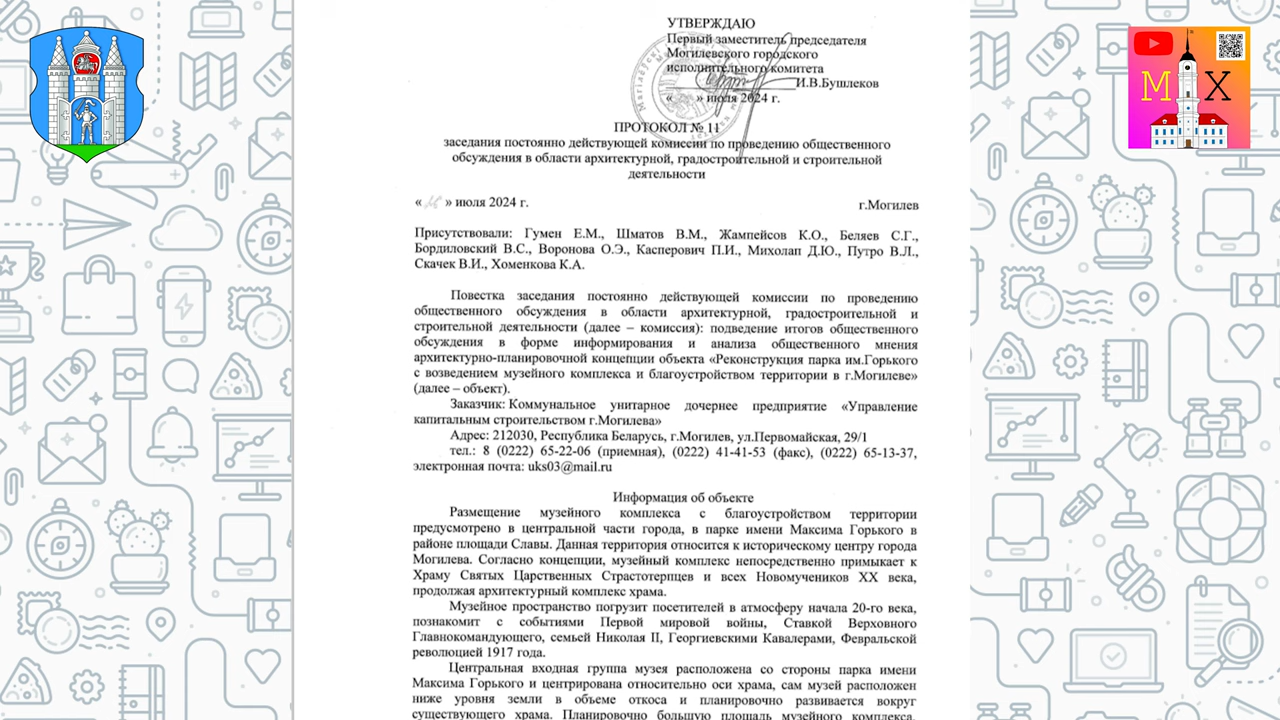 УТВЕРЖДАЮ
Первый заместитель председателя
Могилевского городского
исполнительного комитета
И.В.Бушлеков
« » июля 2024 г.
ПРОТОКОЛ № 11
заседания постоянно действующей комиссии по проведению общественного
обсуждения в области архитектурной, градостроительной и строительной
деятельности
« » июля 2024 г. г.Могилев
Присутствовали: Гумен Е.М., Шматов В.М., Жампейсов К.О., Беляев С.Г.,
Бордиловский В.С., Воронова О.Э., Касперович П.И., Михолап Д.Ю., Путро В.Л.,
Скачек В.И., Хоменкова К.А.
Повестка заседания постоянно действующей комиссии по проведению
общественного обсуждения в области архитектурной, градостроительной и
строительной деятельности (далее – комиссия): подведение итогов общественного
обсуждения в форме информирования и анализа общественного мнения
архитектурно-планировочной концепции объекта «Реконструкция парка им.Горького
с возведением музейного комплекса и благоустройством территории в г.Могилеве»
(далее – объект).
Заказчик: Коммунальное унитарное дочернее предприятие «Управление
капитальным строительством г.Могилева»
Адрес: 212030, Республика Беларусь, г.Могилев, ул.Первомайская, 29/1
тел.: 8 (0222) 65-22-06 (приемная), (0222) 41-41-53 (факс), (0222) 65-13-37,
электронная почта: uks03@mail.ru
Информация об объекте
Размещение музейного комплекса с благоустройством территории
предусмотрено в центральной части города, в парке имени Максима Горького в
районе площади Славы. Данная территория относится к историческому центру города
Могилева. Согласно концепции, музейный комплекс непосредственно примыкает к
Храму Святых Царственных Страстотерпцев и всех Новомучеников XX века,
продолжая архитектурный комплекс храма.
Музейное пространство погрузит посетителей в атмосферу начала 20-го века,
познакомит с событиями Первой мировой войны, Ставкой Верховного
Главнокомандующего, семьей Николая II, Георгиевскими Кавалерами, Февральской
революцией 1917 года.
Центральная входная группа музея расположена со стороны парка имени
Максима Горького и центрирована относительно оси храма, сам музей расположен
ниже уровня земли в объеме откоса и планировочно развивается вокруг
существующего храма. Планировочно большую площадь музейного комплекса,
М Х